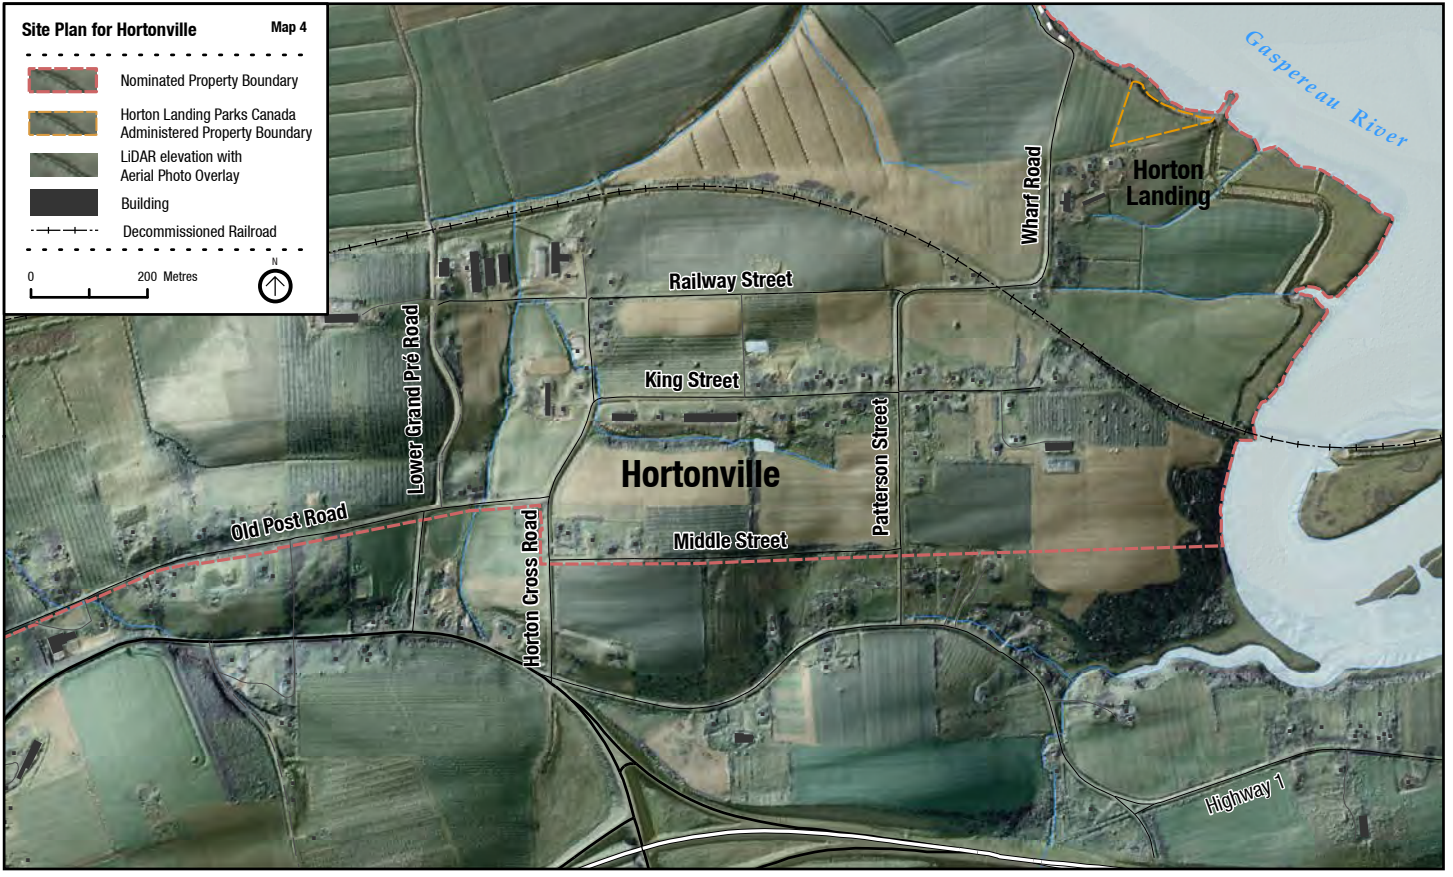 Site Plan for Hortonville
Map 4
Nominated Property Boundary
Horton Landing Parks Canada
Administered Property Boundary
LiDAR elevation with
Aerial Photo Overlay
Building
Decommissioned Railroad
0 200 Metres
N
Gaspereau River
Horton
Landing
Wharf Road
Railway Street
Lower Grand Pré Road
King Street
Patterson Street
Hortonville
Old Post Road
Middle Street
Horton Cross Road
Highway 1